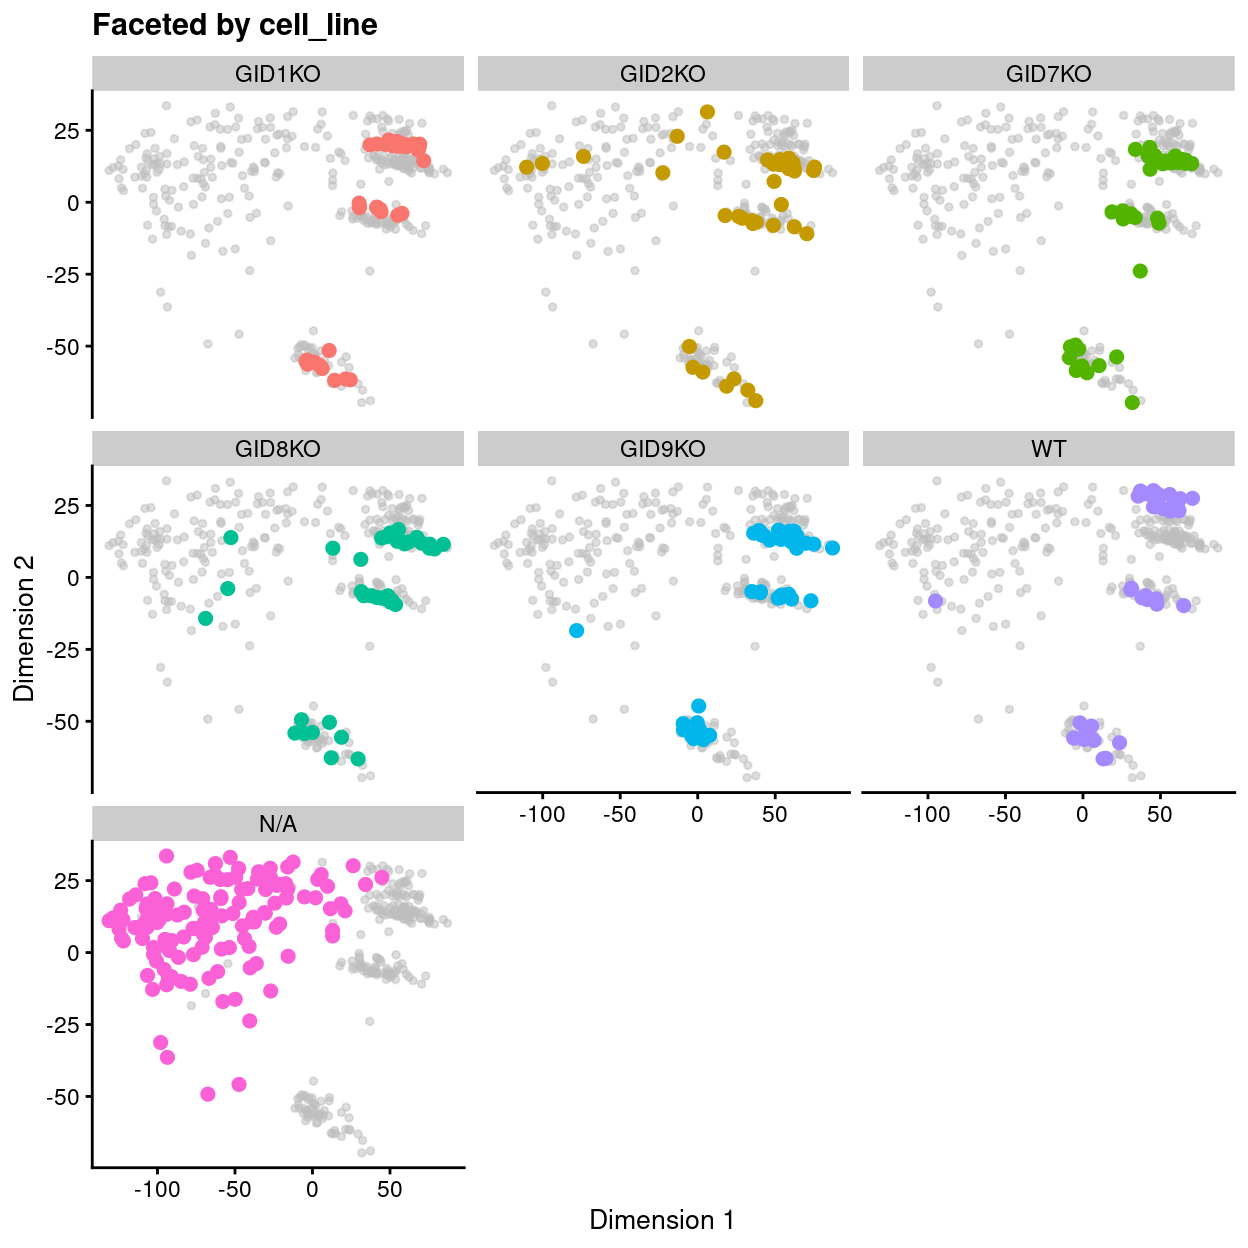 Faceted by cell_line
GID1KO GID2KO GID7KO
25
0
-25
-50
GID8KO GID9KO WT
25
0
-25
-50
-100 -50 0 50 -100 -50 0 50
N/A
25
0
-25
-50
-100 -50 0 50
Dimension 2
Dimension 1